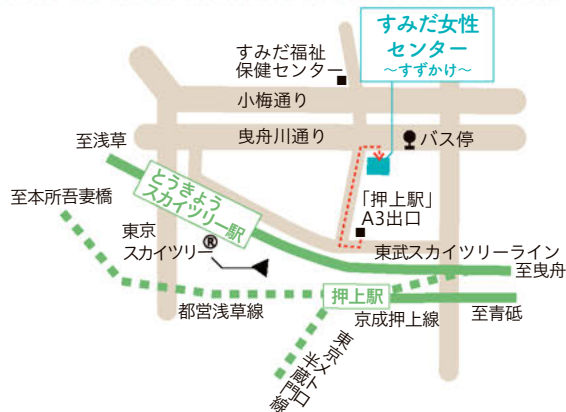 すみだ女性
センター
～すずかけ～
すみだ福祉
保健センター
小梅通り
曳舟川通り
バス停
至浅草
とうきょう
スカイツリー駅
至本所吾妻橋
「押上駅」
A3出口
東京
スカイツリー
®
東武スカイツリーライン
至曳舟
押上駅
都営浅草線
京成押上線
至青砥
東京メトロ
半蔵門線